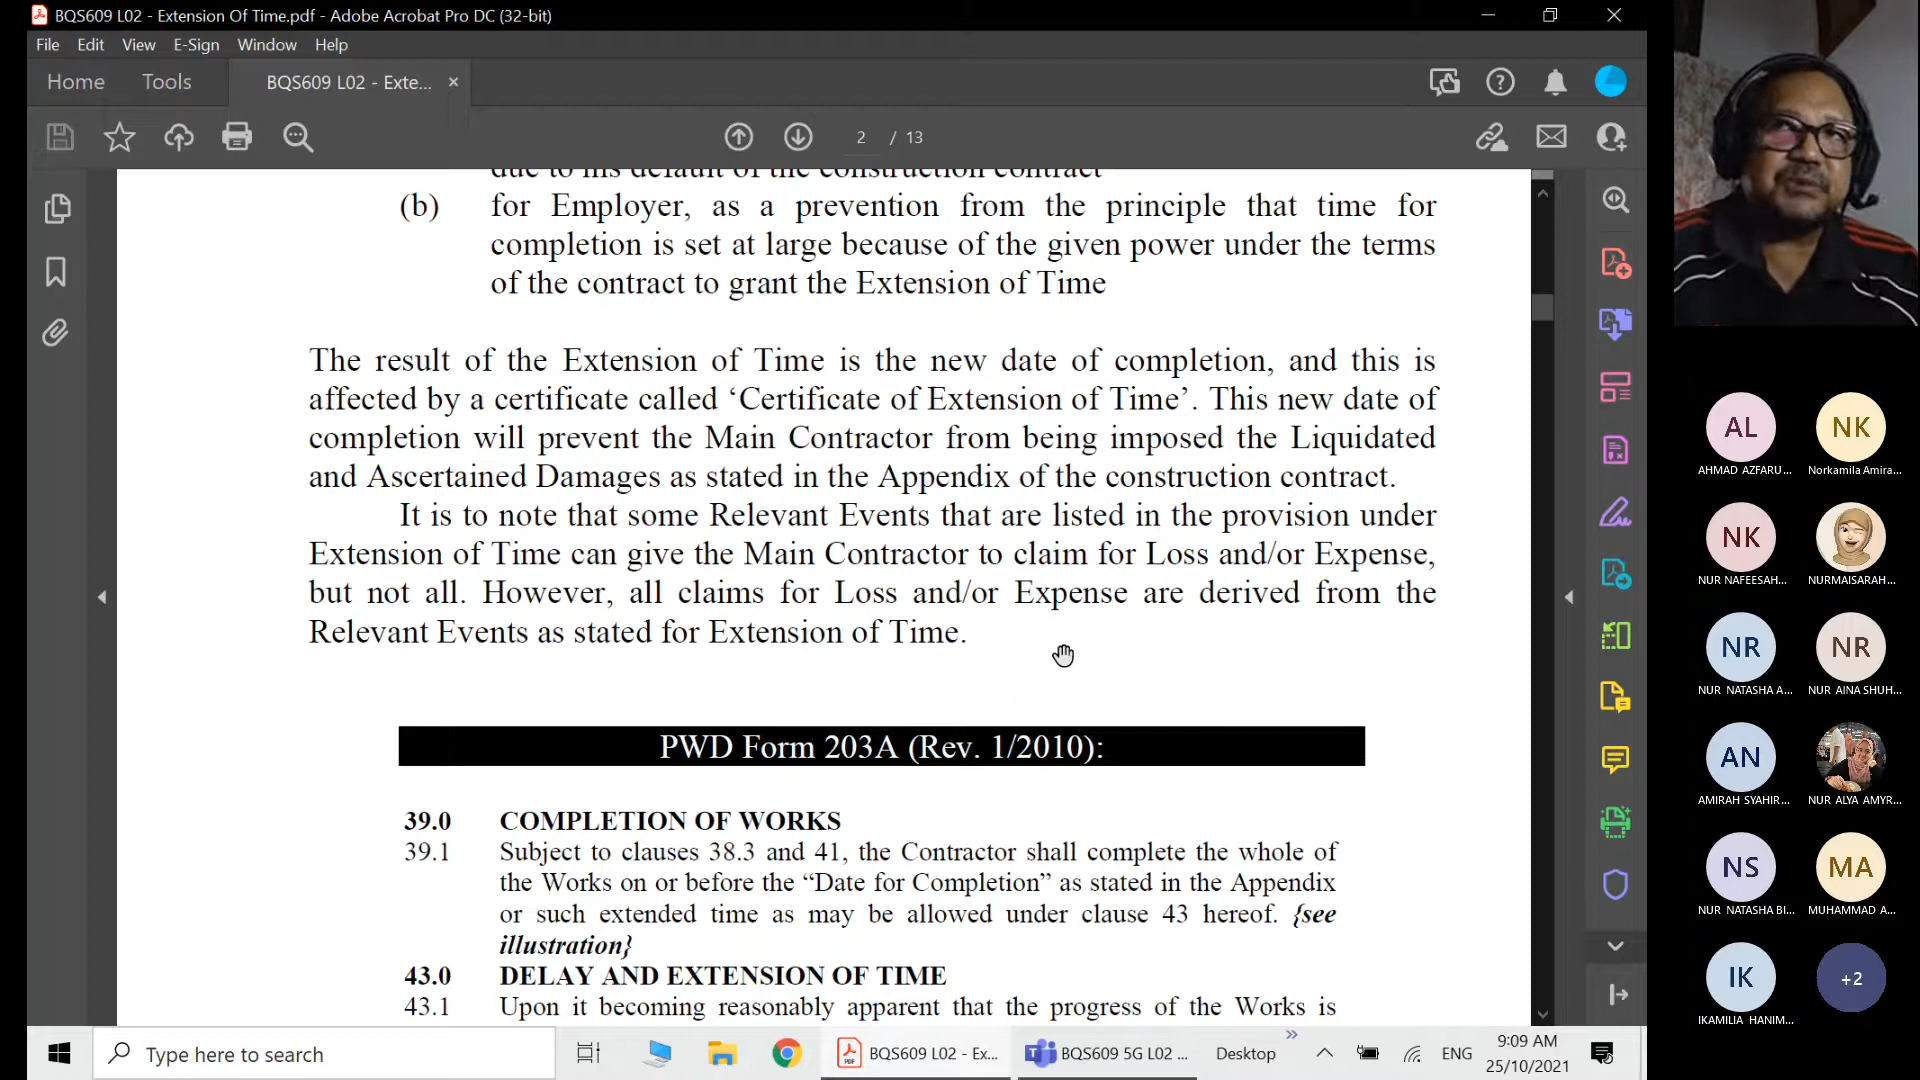 BQS609 L02 - Extension Of Time.pdf - Adobe Acrobat Pro DC (32-bit)
File Edit View E-Sign Window Help
Home Tools BQS609 L02 - Exte... ×
2 / 13
due to his default of the construction contract
(b) for Employer, as a prevention from the principle that time for
completion is set at large because of the given power under the terms
of the contract to grant the Extension of Time
The result of the Extension of Time is the new date of completion, and this is
affected by a certificate called ‘Certificate of Extension of Time’. This new date of
completion will prevent the Main Contractor from being imposed the Liquidated
and Ascertained Damages as stated in the Appendix of the construction contract.
It is to note that some Relevant Events that are listed in the provision under
Extension of Time can give the Main Contractor to claim for Loss and/or Expense,
but not all. However, all claims for Loss and/or Expense are derived from the
Relevant Events as stated for Extension of Time.
PWD Form 203A (Rev. 1/2010):
39.0 COMPLETION OF WORKS
39.1 Subject to clauses 38.3 and 41, the Contractor shall complete the whole of
the Works on or before the “Date for Completion” as stated in the Appendix
or such extended time as may be allowed under clause 43 hereof. {see
illustration}
43.0 DELAY AND EXTENSION OF TIME
43.1 Upon it becoming reasonably apparent that the progress of the Works is
Type here to search
BQS609 L02 - Ex...
BQS609 5G L02 ...
Desktop
ENG
9:09 AM
25/10/2021
AL NK
AHMAD AZFARU... Norkamila Amira...
NK
NUR NAFEESAH... NURMAISARAH...
NR NR
NUR NATASHA A... NUR AINA SHUH...
AN
AMIRAH SYAHIR... NUR ALYA AMYR...
NS MA
NUR NATASHA BI... MUHAMMAD A...
IK +2
IKAMILIA HANIM...